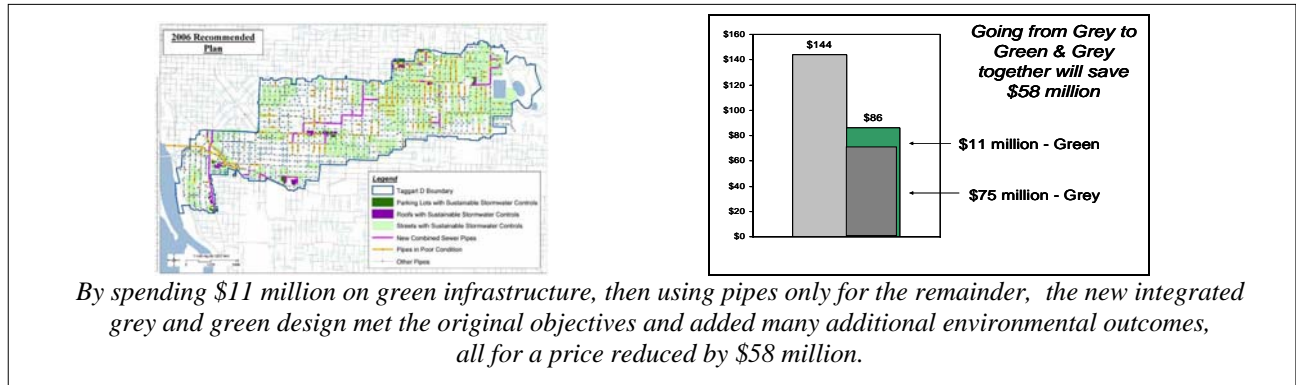 2006 Recommended
Plan
Legend
Taggart D Boundary
Parking Lots with Sustainable Stormwater Controls
Roofs with Sustainable Stormwater Controls
Streets with Sustainable Stormwater Controls
New Combined Sewer Pipes
Pipes in Poor Condition
Other Pipes
Going from Grey to
Green & Grey
together will save
$58 million
$160
$140
$120
$100
$80
$60
$40
$20
$0
$144
$86
$11 million - Green
$75 million - Grey
By spending $11 million on green infrastructure, then using pipes only for the remainder, the new integrated
grey and green design met the original objectives and added many additional environmental outcomes,
all for a price reduced by $58 million.